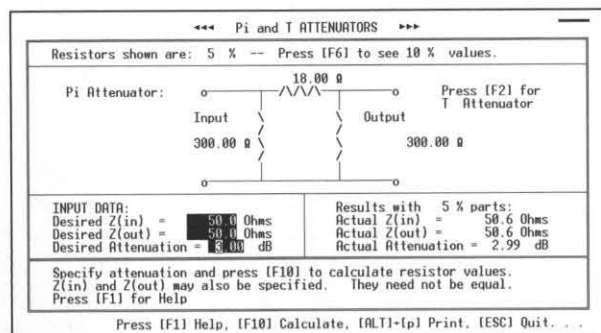 ◄◄◄ Pi and T ATTENUATORS ►►►
Resistors shown are: 5 % -- Press [F6] to see 10 % values.
18.00 Ω
Pi Attenuator:
Press [F2] for
T Attenuator
Input
Output
300.00 Ω
300.00 Ω
INPUT DATA:
Desired Z(in) = 50.0 Ohms
Desired Z(out) = 50.0 Ohms
Desired Attenuation = 3.00 dB
Results with 5 % parts:
Actual Z(in) = 50.6 Ohms
Actual Z(out) = 50.6 Ohms
Actual Attenuation = 2.99 dB
Specify attenuation and press [F10] to calculate resistor values.
Z(in) and Z(out) may also be specified. They need not be equal.
Press [F1] for Help
Press [F1] Help, [F10] Calculate, [ALT]-[p] Print, [ESC] Quit. . .